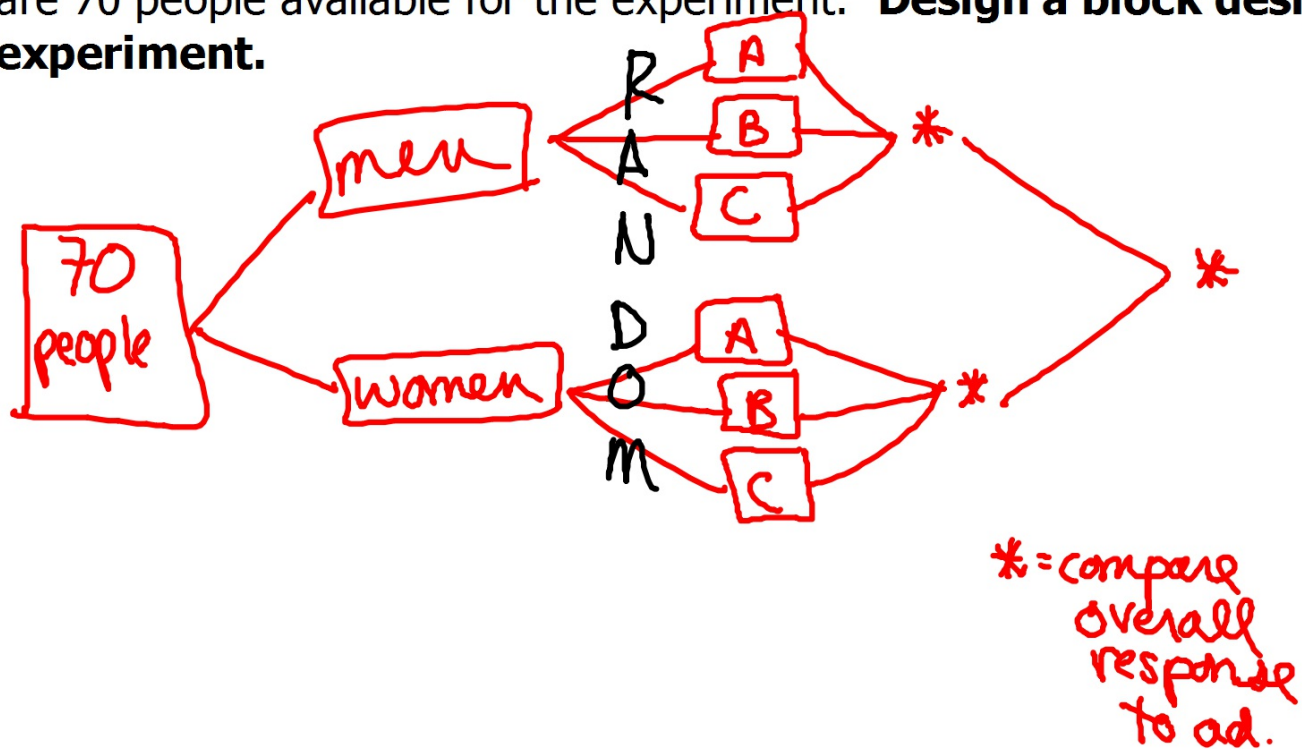 are 70 people available for the experiment. Design a block desi
experiment.
RANDOM
men
A
B
C
*
70
people
*
women
A
B
C
*
*=compare
overall
response
to ad.